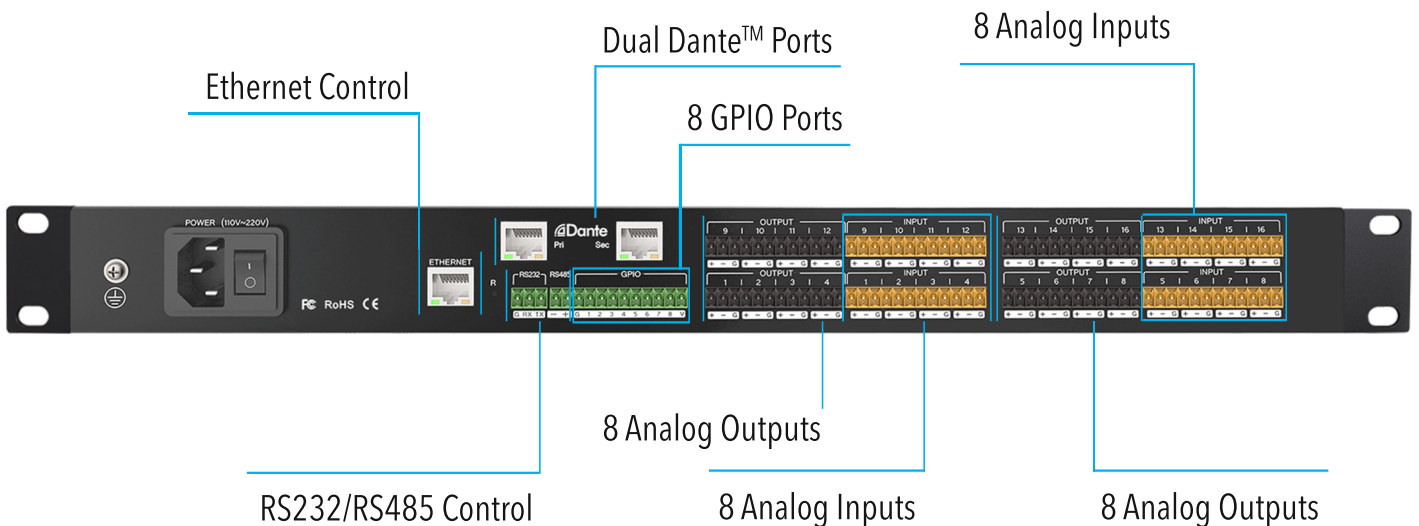 8 Analog Inputs
Dual Dante™ Ports
Ethernet Control
8 GPIO Ports
POWER (110V~220V)
FC RoHS CE
ETHERNET
Dante
Pri Sec
R
RS232 RS485 GPIO
G RX TX − + G 1 2 3 4 5 6 7 8 V
OUTPUT
9 I 10 I 11 I 12
+ − G + − G + − G + − G
OUTPUT
1 I 2 I 3 I 4
+ − G + − G + − G + − G
INPUT
9 I 10 I 11 I 12
+ − G + − G + − G + − G
INPUT
1 I 2 I 3 I 4
+ − G + − G + − G + − G
OUTPUT
13 I 14 I 15 I 16
+ − G + − G + − G + − G
OUTPUT
5 I 6 I 7 I 8
+ − G + − G + − G + − G
INPUT
13 I 14 I 15 I 16
+ − G + − G + − G + − G
INPUT
5 I 6 I 7 I 8
+ − G + − G + − G + − G
I
O
8 Analog Outputs
RS232/RS485 Control
8 Analog Inputs
8 Analog Outputs